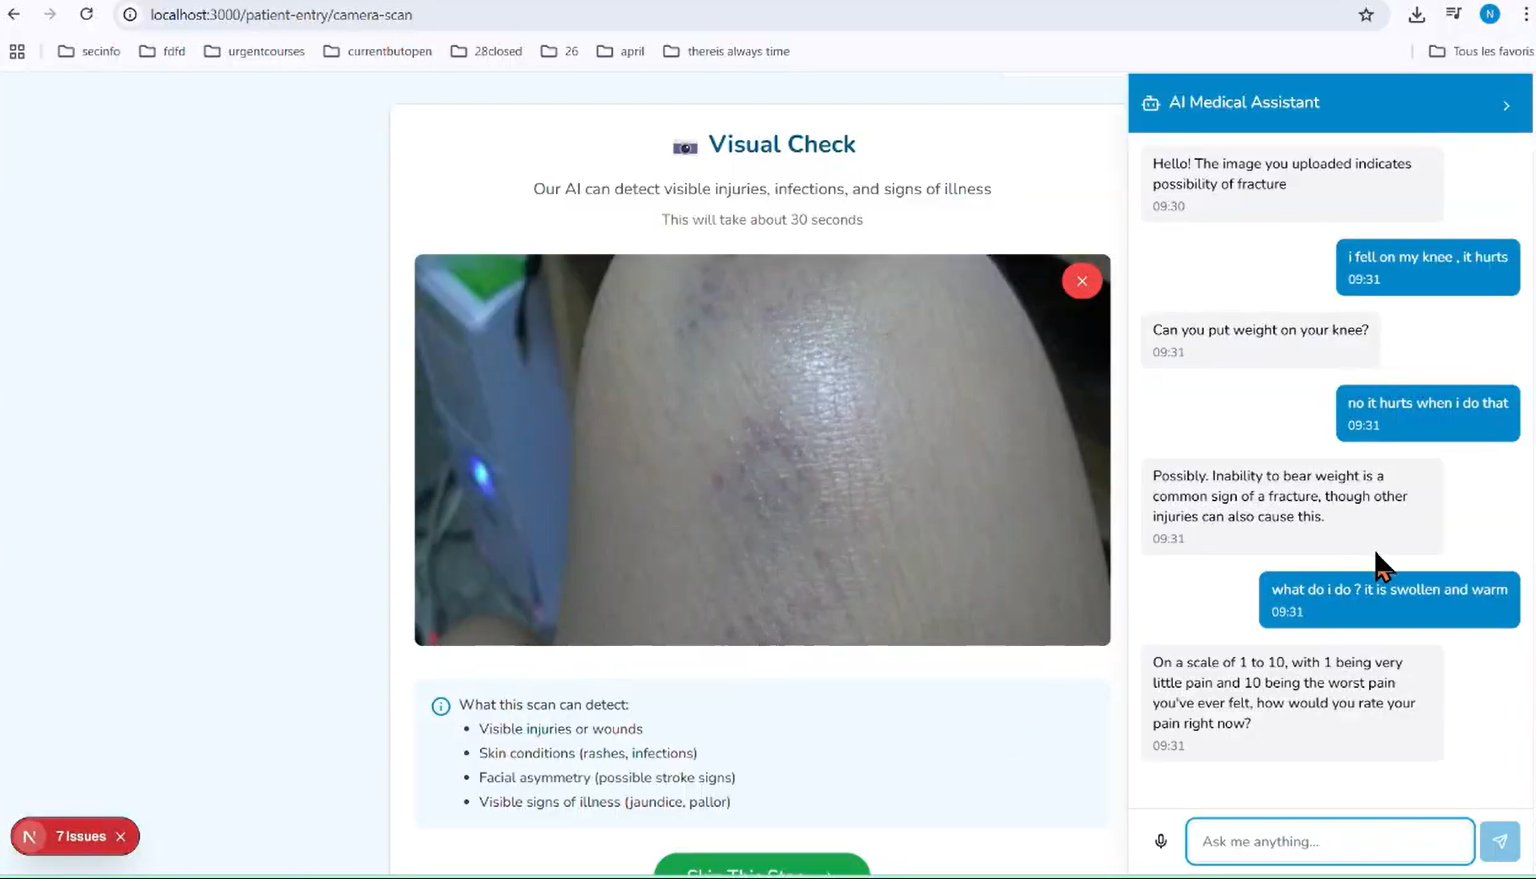 localhost:3000/patient-entry/camera-scan
N
secinfo fdfd urgentcourses currentbutopen 28closed 26 april thereis always time Tous les favoris
Visual Check
Our AI can detect visible injuries, infections, and signs of illness
This will take about 30 seconds
What this scan can detect:
• Visible injuries or wounds
• Skin conditions (rashes, infections)
• Facial asymmetry (possible stroke signs)
• Visible signs of illness (jaundice, pallor)
Skip This Step
N 7 Issues
AI Medical Assistant
Hello! The image you uploaded indicates
possibility of fracture
09:30
i fell on my knee , it hurts
09:31
Can you put weight on your knee?
09:31
no it hurts when i do that
09:31
Possibly. Inability to bear weight is a
common sign of a fracture, though other
injuries can also cause this.
09:31
what do i do ? it is swollen and warm
09:31
On a scale of 1 to 10, with 1 being very
little pain and 10 being the worst pain
you've ever felt, how would you rate your
pain right now?
09:31
Ask me anything...